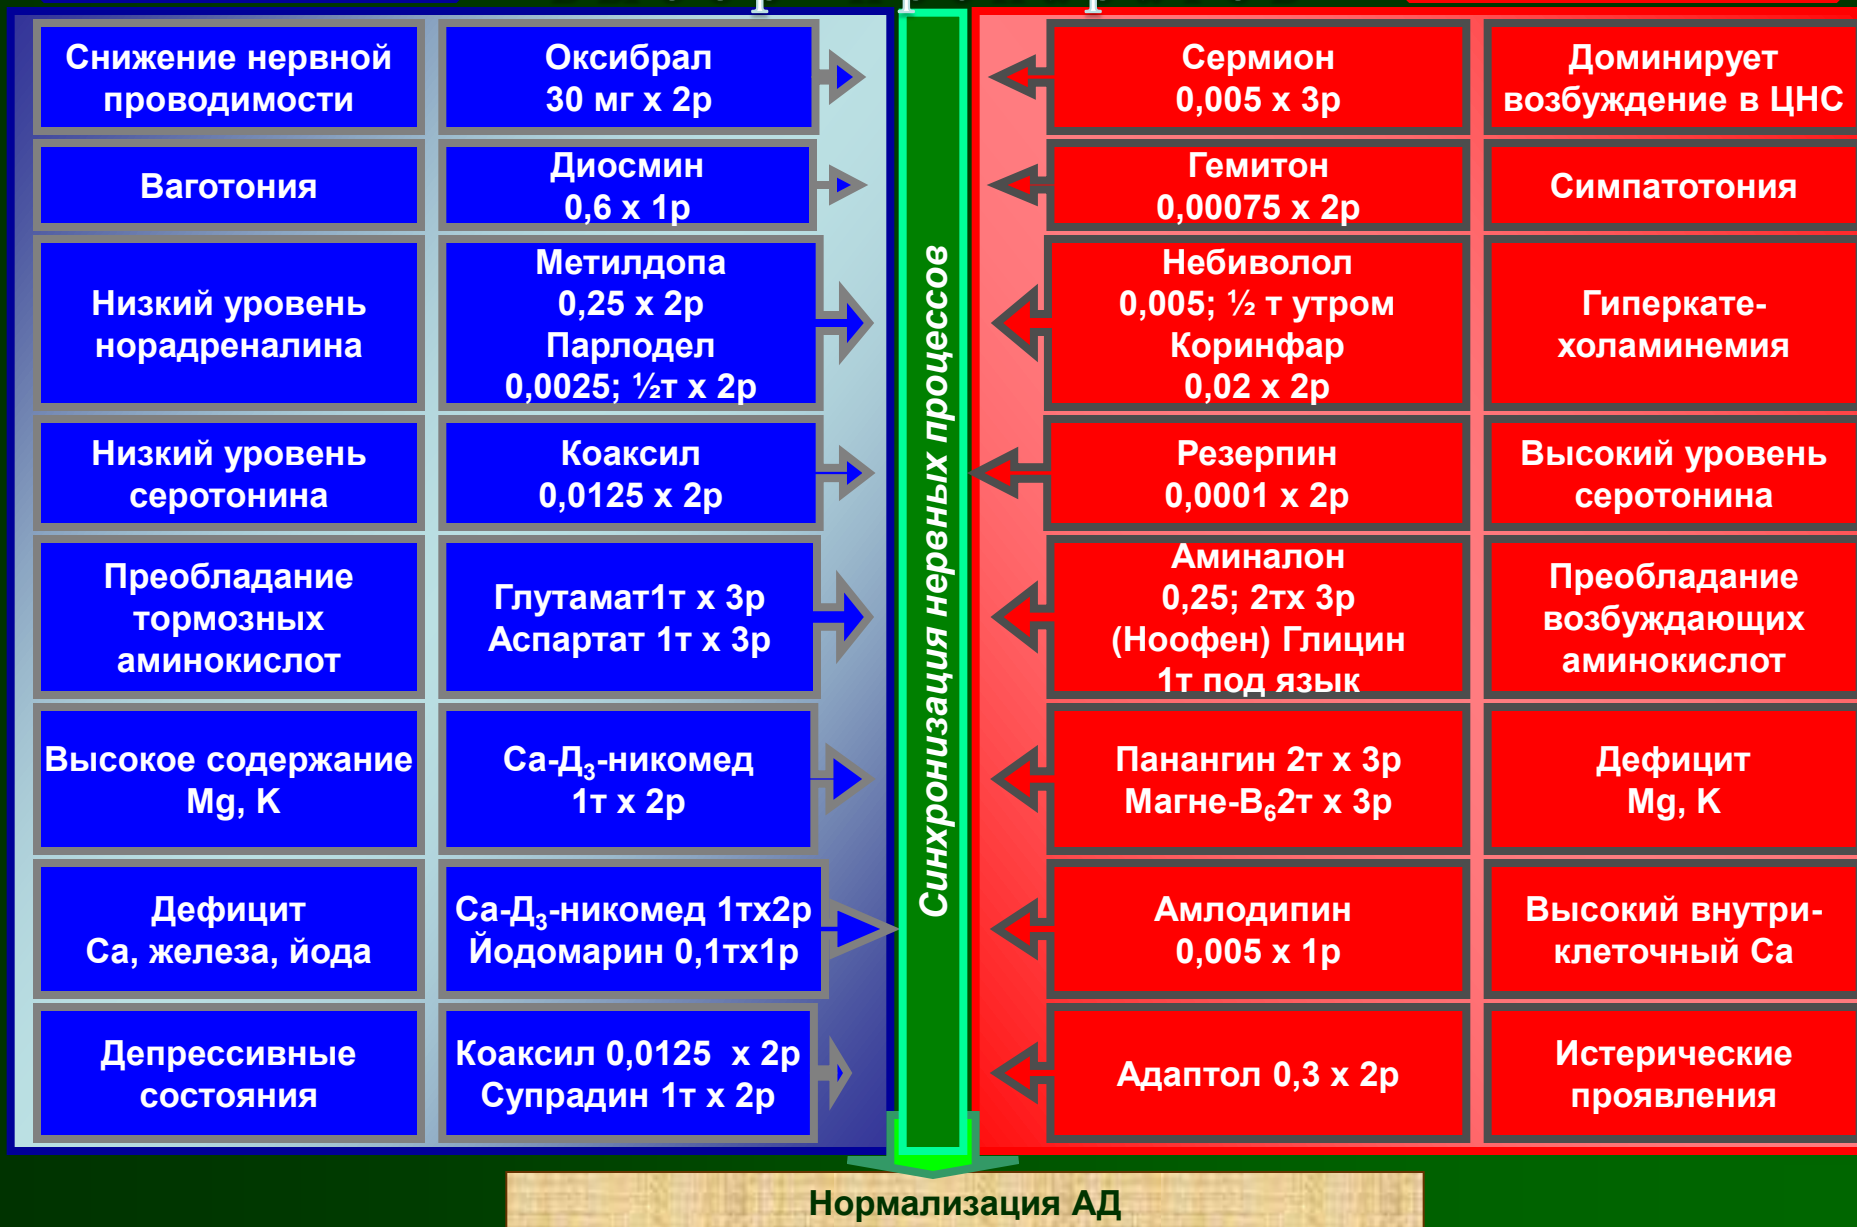 Снижение нервной
проводимости
Оксибрал
30 мг х 2р
Сермион
0,005 х 3р
Доминирует
возбуждение в ЦНС
Ваготония
Диосмин
0,6 х 1р
Гемитон
0,00075 х 2р
Симпатотония
Низкий уровень
норадреналина
Метилдопа
0,25 х 2р
Парлодел
0,0025; ½т х 2р
Небиволол
0,005; ½ т утром
Коринфар
0,02 х 2р
Гиперкате-
холаминемия
Низкий уровень
серотонина
Коаксил
0,0125 х 2р
Резерпин
0,0001 х 2р
Высокий уровень
серотонина
Преобладание
тормозных
аминокислот
Глутамат1т х 3р
Аспартат 1т х 3р
Аминалон
0,25; 2тх 3р
(Ноофен) Глицин
1т под язык
Преобладание
возбуждающих
аминокислот
Высокое содержание
Mg, K
Са-Д₃-никомед
1т х 2р
Панангин 2т х 3р
Магне-В₆2т х 3р
Дефицит
Mg, K
Дефицит
Са, железа, йода
Са-Д₃-никомед 1тх2р
Йодомарин 0,1тх1р
Амлодипин
0,005 х 1р
Высокий внутри-
клеточный Са
Депрессивные
состояния
Коаксил 0,0125 х 2р
Супрадин 1т х 2р
Адаптол 0,3 х 2р
Истерические
проявления
Синхронизация нервных процессов
Нормализация АД